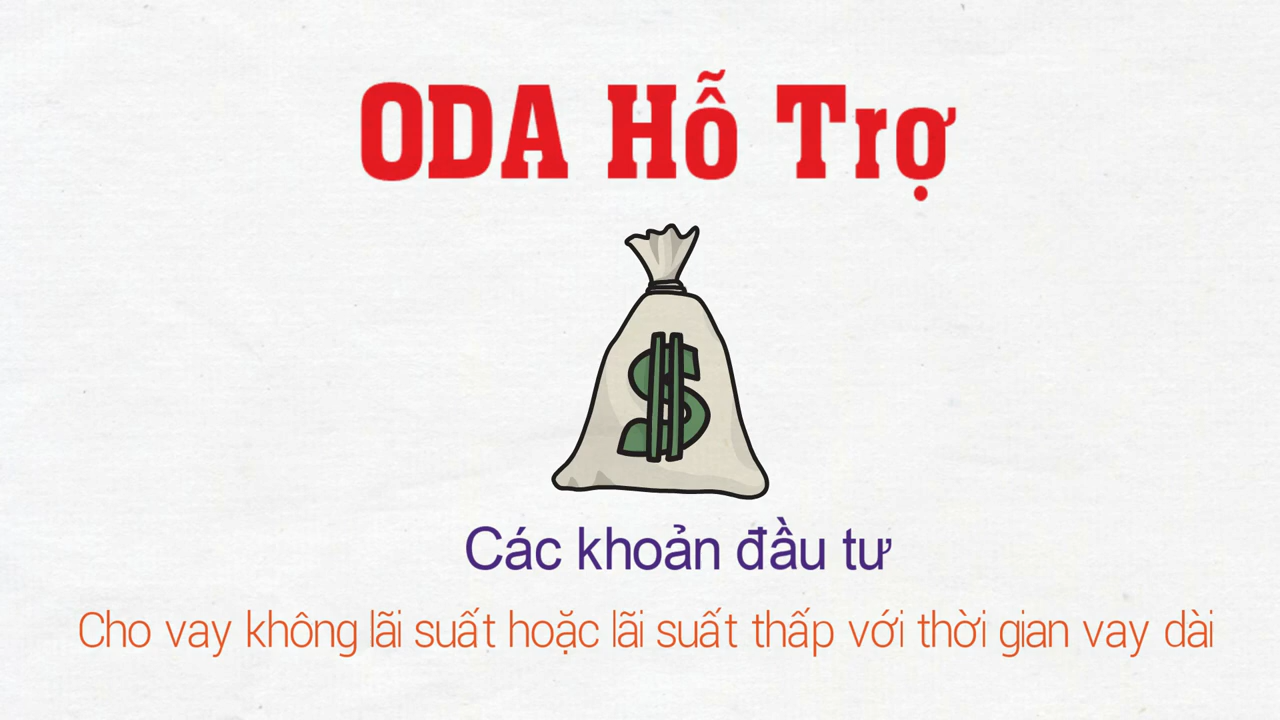 ODA Hỗ Trợ
$
Các khoản đầu tư
Cho vay không lãi suất hoặc lãi suất thấp với thời gian vay dài